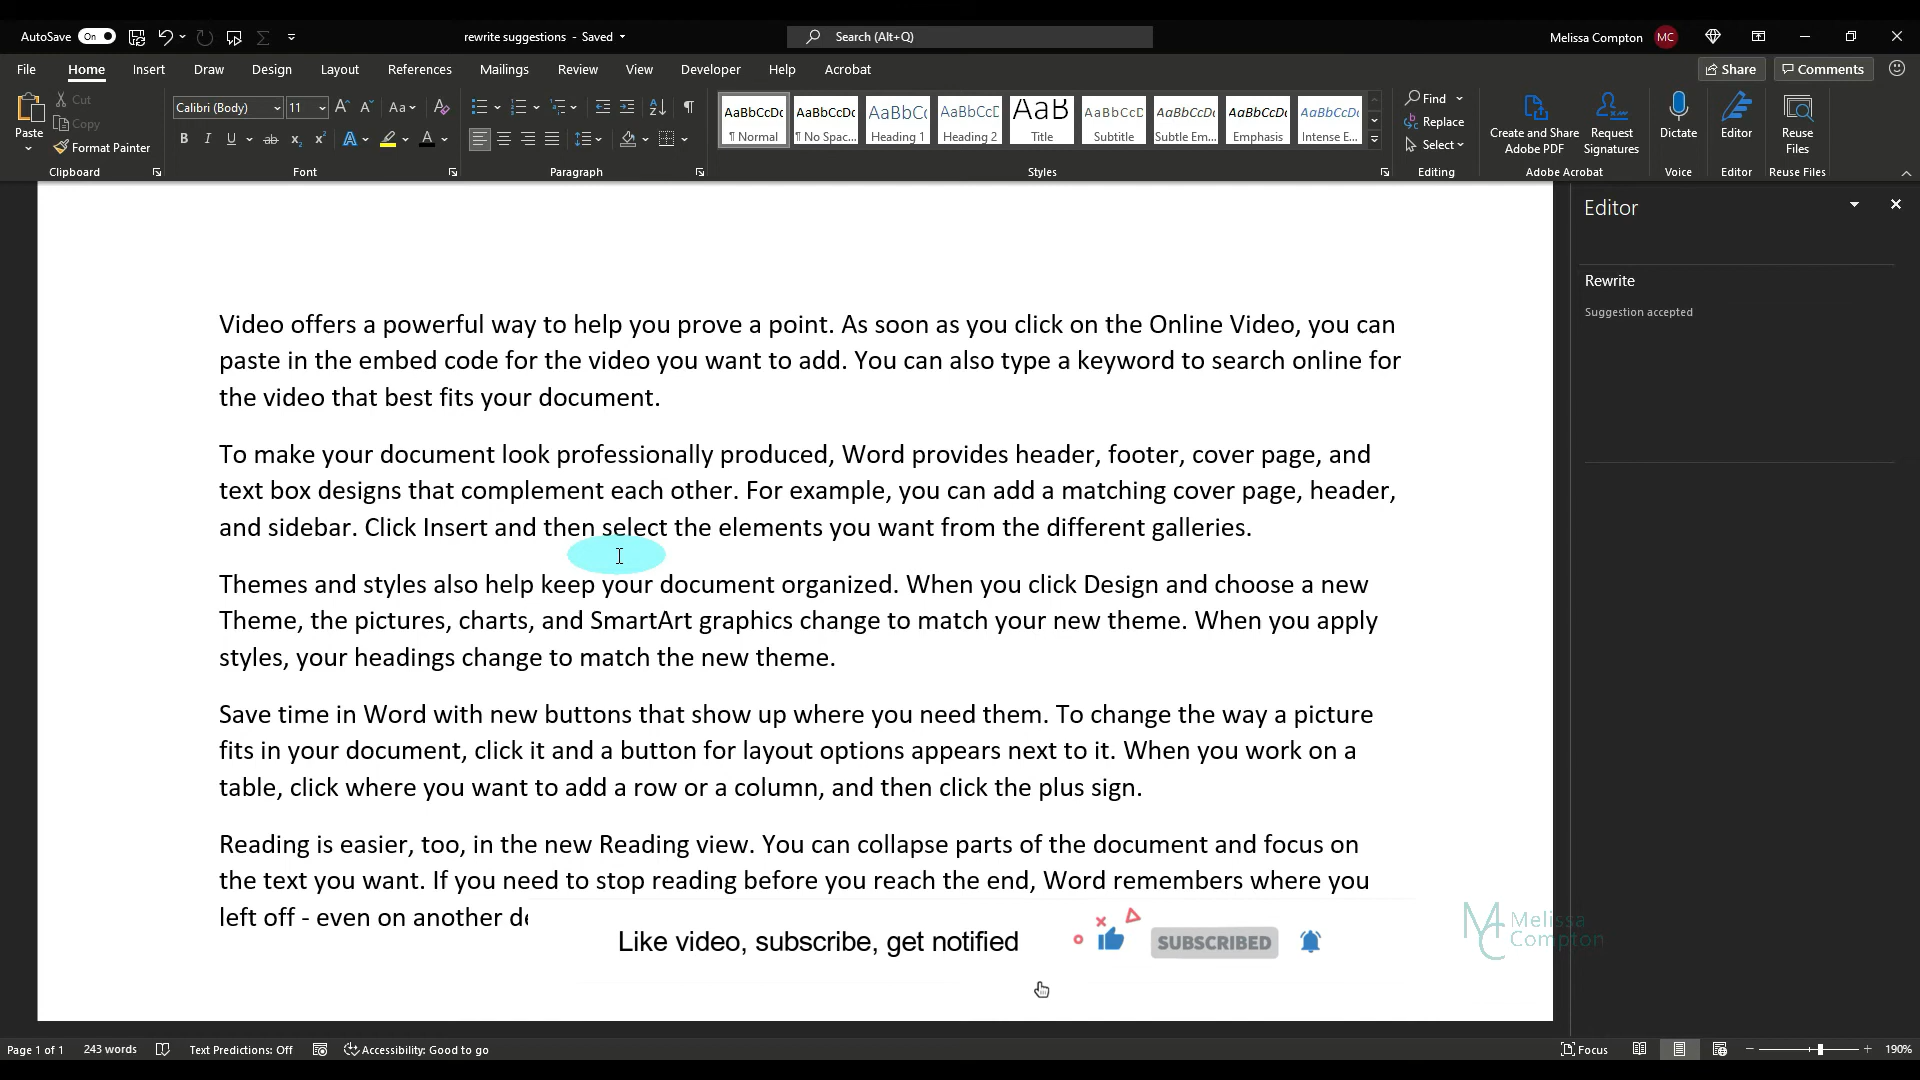 AutoSave On rewrite suggestions - Saved Search (Alt+Q) Melissa Compton MC
File Home Insert Draw Design Layout References Mailings Review View Developer Help Acrobat Share Comments
Paste Cut Copy Format Painter
Calibri (Body) 11
AaBbCcDc AaBbCcDc AaBbC( AaBbCcD AaB AaBbCcD AaBbCcDc AaBbCcDc AaBbCcDc
¶ Normal ¶ No Spac... Heading 1 Heading 2 Title Subtitle Subtle Em... Emphasis Intense E...
Find
Replace
Select
Create and Share Adobe PDF
Request Signatures
Dictate
Editor
Reuse Files
Clipboard Font Paragraph Styles Editing Adobe Acrobat Voice Editor Reuse Files
Video offers a powerful way to help you prove a point. As soon as you click on the Online Video, you can
paste in the embed code for the video you want to add. You can also type a keyword to search online for
the video that best fits your document.
To make your document look professionally produced, Word provides header, footer, cover page, and
text box designs that complement each other. For example, you can add a matching cover page, header,
and sidebar. Click Insert and then select the elements you want from the different galleries.
Themes and styles also help keep your document organized. When you click Design and choose a new
Theme, the pictures, charts, and SmartArt graphics change to match your new theme. When you apply
styles, your headings change to match the new theme.
Save time in Word with new buttons that show up where you need them. To change the way a picture
fits in your document, click it and a button for layout options appears next to it. When you work on a
table, click where you want to add a row or a column, and then click the plus sign.
Reading is easier, too, in the new Reading view. You can collapse parts of the document and focus on
the text you want. If you need to stop reading before you reach the end, Word remembers where you
left off - even on another de
Like video, subscribe, get notified SUBSCRIBED
MC Melissa
Compton
Editor
Rewrite
Suggestion accepted
Page 1 of 1 243 words Text Predictions: Off Accessibility: Good to go Focus 190%